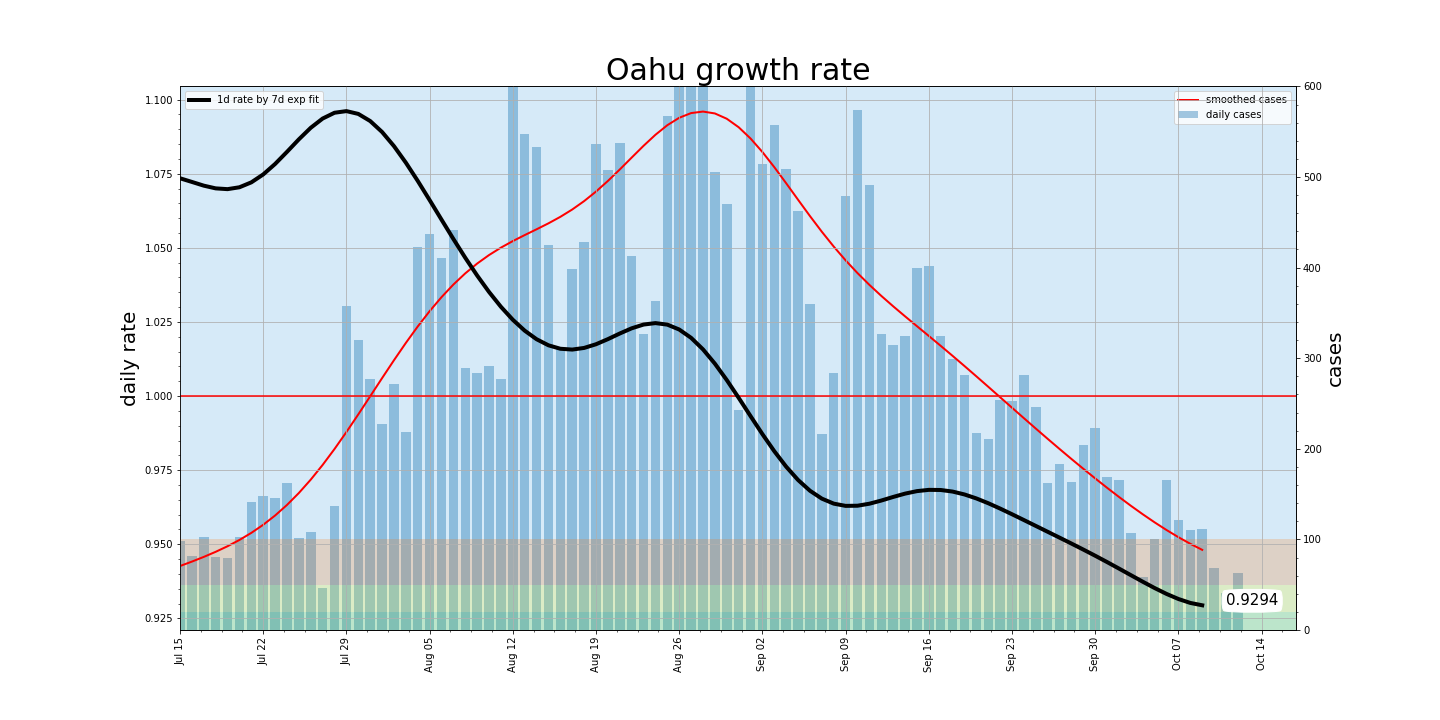 Oahu growth rate
1d rate by 7d exp fit
smoothed cases
daily cases
daily rate
1.100
1.075
1.050
1.025
1.000
0.975
0.950
0.925
600
500
400
300
200
100
0
cases
0.9294
Jul 15
Jul 22
Jul 29
Aug 05
Aug 12
Aug 19
Aug 26
Sep 02
Sep 09
Sep 16
Sep 23
Sep 30
Oct 07
Oct 14